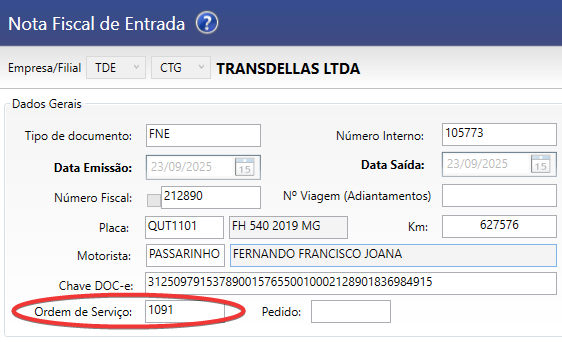 Nota Fiscal de Entrada ?
Empresa/Filial TDE CTG TRANSDELLAS LTDA
Dados Gerais
Tipo de documento: FNE Número Interno: 105773
Data Emissão: 23/09/2025 15 Data Saída: 23/09/2025 15
Número Fiscal: 212890 Nº Viagem (Adiantamentos)
Placa: QUT1101 FH 540 2019 MG Km: 627576
Motorista: PASSARINHO FERNANDO FRANCISCO JOANA
Chave DOC-e: 31250979153789001576550010002128901836984915
Ordem de Serviço: 1091 Pedido: